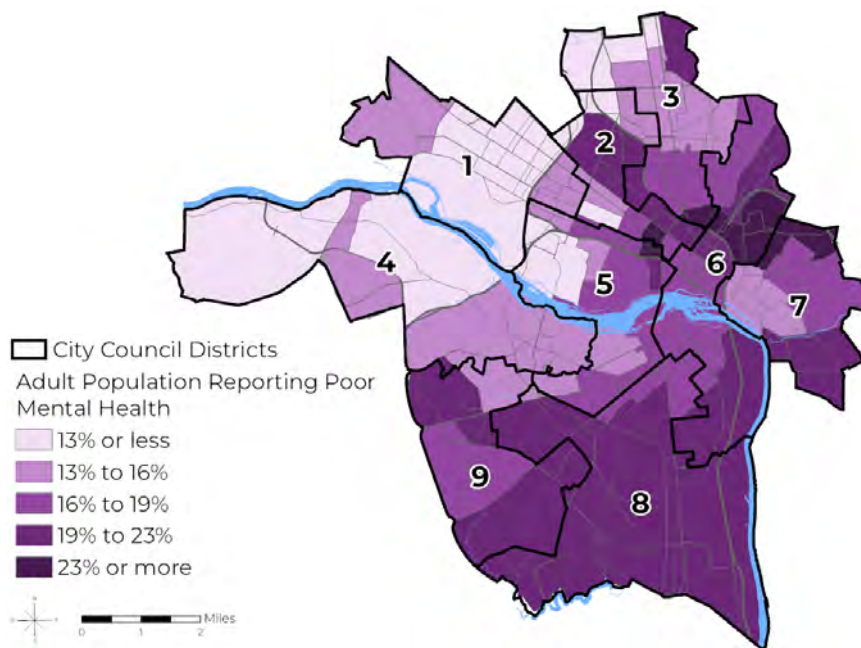 3
2
1
6
4
5
7
City Council Districts
Adult Population Reporting Poor
Mental Health
13% or less
13% to 16%
16% to 19%
19% to 23%
23% or more
9
8
Miles
0 1 2